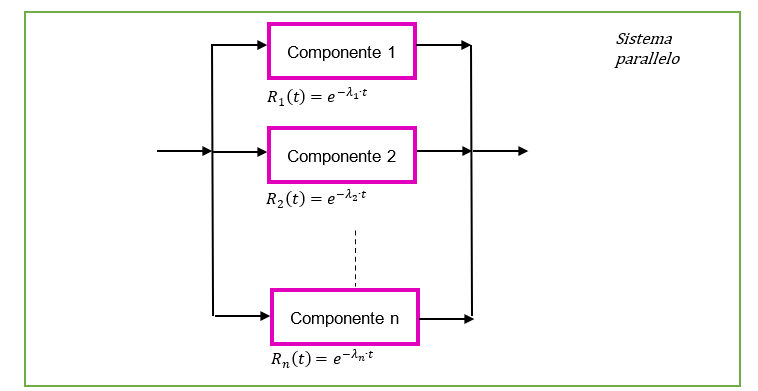 Componente 1
Sistema
parallelo
R₁(t) = e^{−λ₁·t}
Componente 2
R₂(t) = e^{−λ₂·t}
Componente n
Rₙ(t) = e^{−λₙ·t}